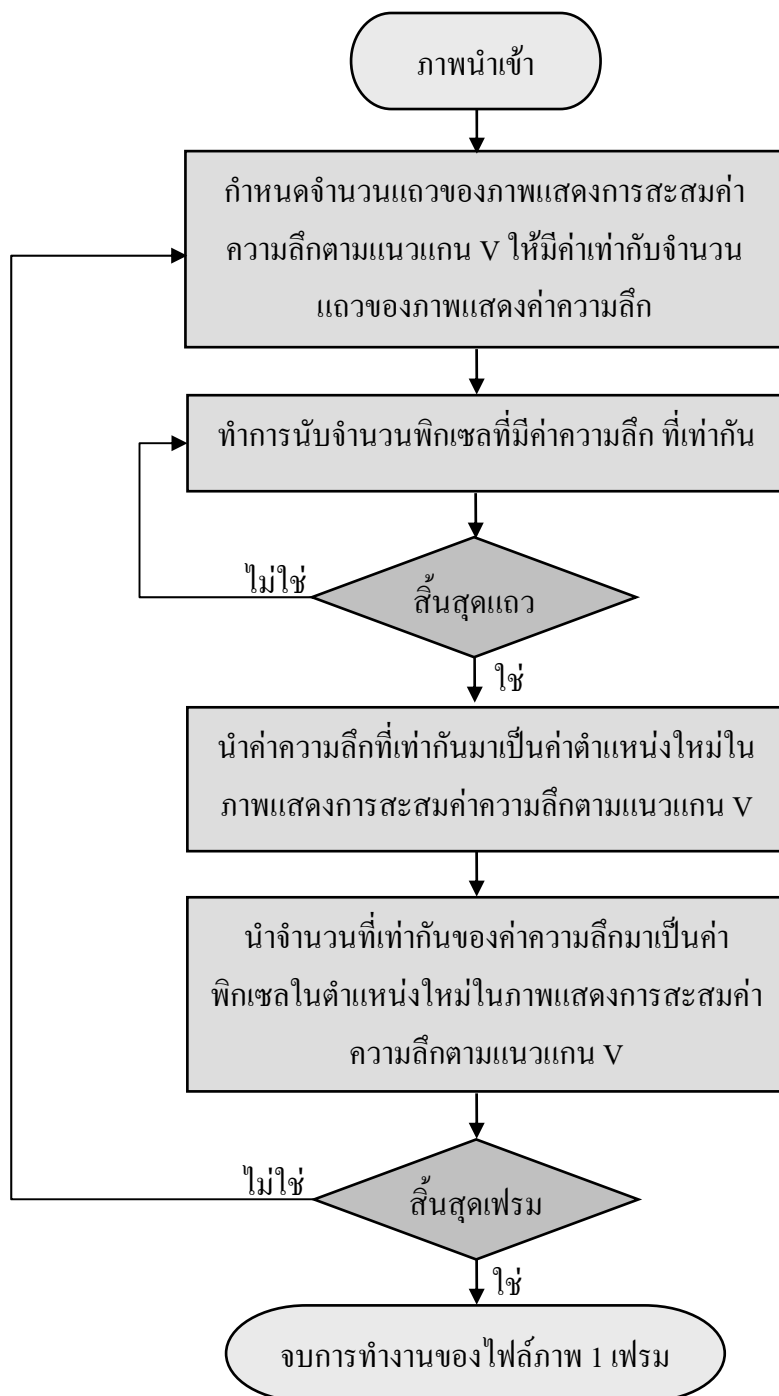 ภาพนำเข้า
กำหนดจำนวนแถวของภาพแสดงการสะสมค่า
ความลึกตามแนวแกน V ให้มีค่าเท่ากับจำนวน
แถวของภาพแสดงค่าความลึก
ทำการนับจำนวนพิกเซลที่มีค่าความลึก ที่เท่ากัน
ไม่ใช่
สิ้นสุดแถว
ใช่
นำค่าความลึกที่เท่ากันมาเป็นค่าตำแหน่งใหม่ใน
ภาพแสดงการสะสมค่าความลึกตามแนวแกน V
นำจำนวนที่เท่ากันของค่าความลึกมาเป็นค่า
พิกเซลในตำแหน่งใหม่ในภาพแสดงการสะสมค่า
ความลึกตามแนวแกน V
ไม่ใช่
สิ้นสุดเฟรม
ใช่
จบการทำงานของไฟล์ภาพ 1 เฟรม